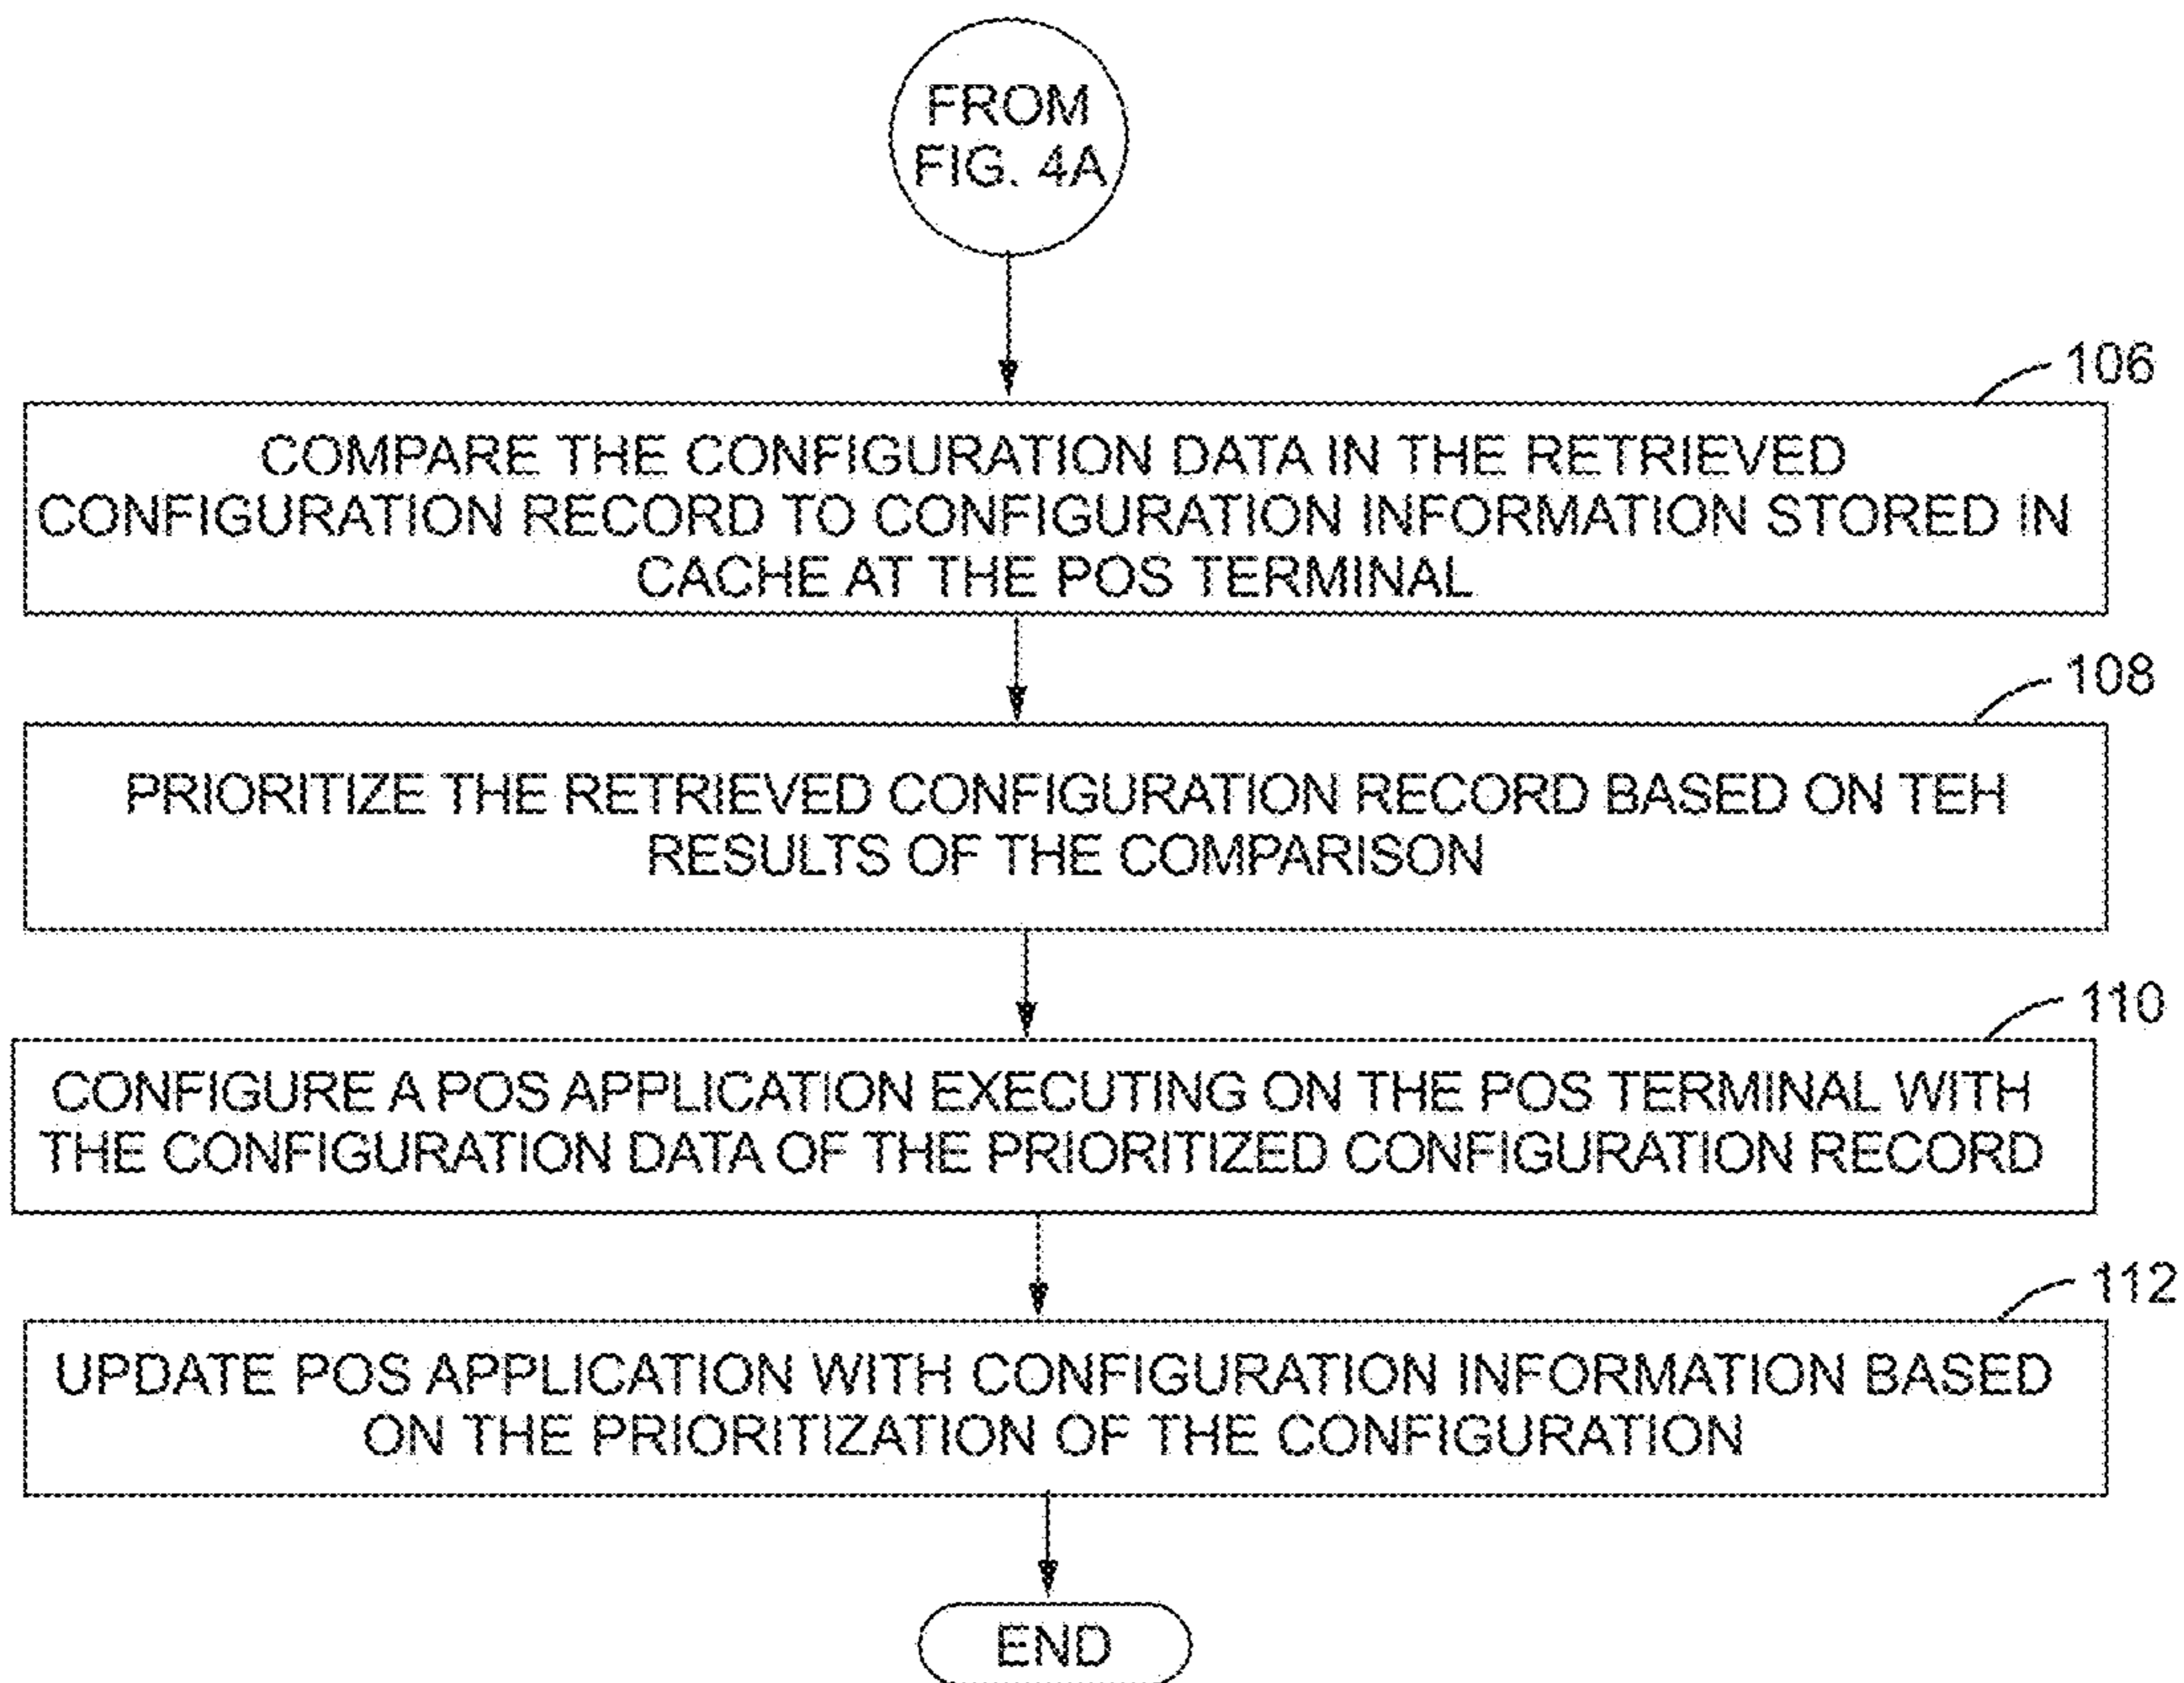 FROM
FIG. 4A
106
COMPARE THE CONFIGURATION DATA IN THE RETRIEVED
CONFIGURATION RECORD TO CONFIGURATION INFORMATION STORED IN
CACHE AT THE POS TERMINAL
108
PRIORITIZE THE RETRIEVED CONFIGURATION RECORD BASED ON TEH
RESULTS OF THE COMPARISON
110
CONFIGURE A POS APPLICATION EXECUTING ON THE POS TERMINAL WITH
THE CONFIGURATION DATA OF THE PRIORITIZED CONFIGURATION RECORD
112
UPDATE POS APPLICATION WITH CONFIGURATION INFORMATION BASED
ON THE PRIORITIZATION OF THE CONFIGURATION
END